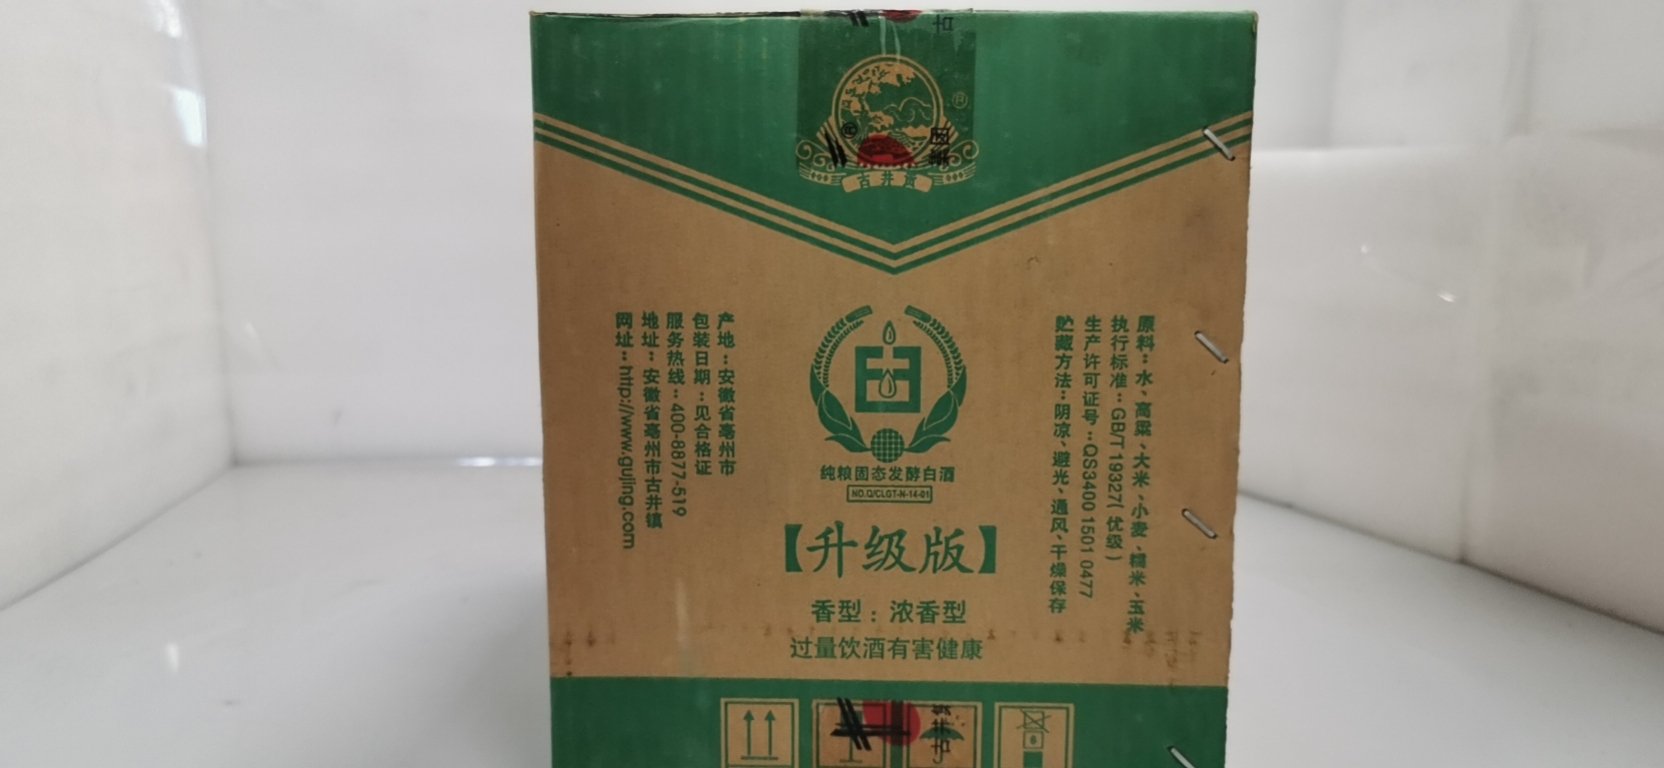 古
®
集团
®
古井贡
原料：水、高粱、大米、小麦、糯米、玉米
执行标准：GB/T 19327(优级)
生产许可证号：QS3400 1501 0477
贮藏方法：阴凉、避光、通风、干燥保存
纯粮固态发酵白酒
NO.Q/CLGT-N-14-01
【升级版】
香型：浓香型
过量饮酒有害健康
产地：安徽省亳州市
包装日期：见合格证
服务热线：400-8877-519
地址：安徽省亳州市古井镇
网址：http://www.gujing.com
古井